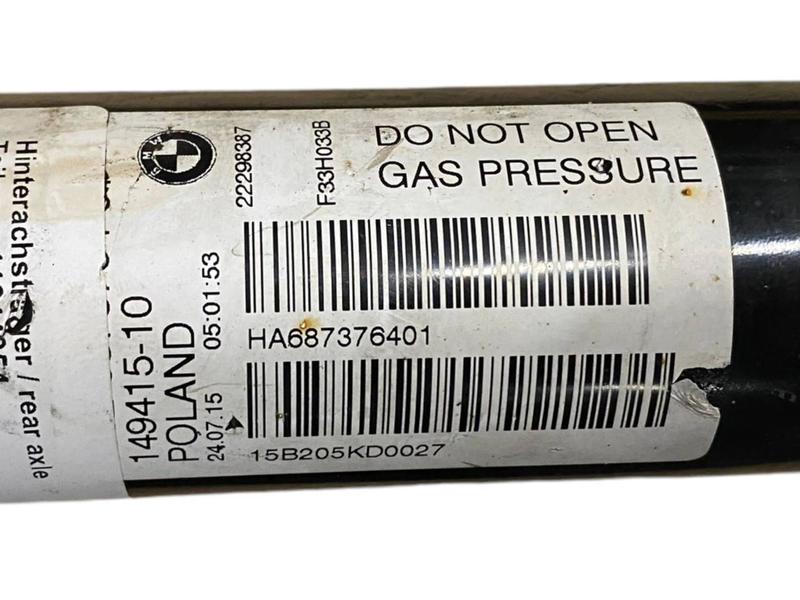 Hinterachsträger / rear axle
BMW
22298387
F33H033B
DO NOT OPEN
GAS PRESSURE
149415-10
POLAND
05:01:53
24.07.15
HA687376401
15B205KD0027